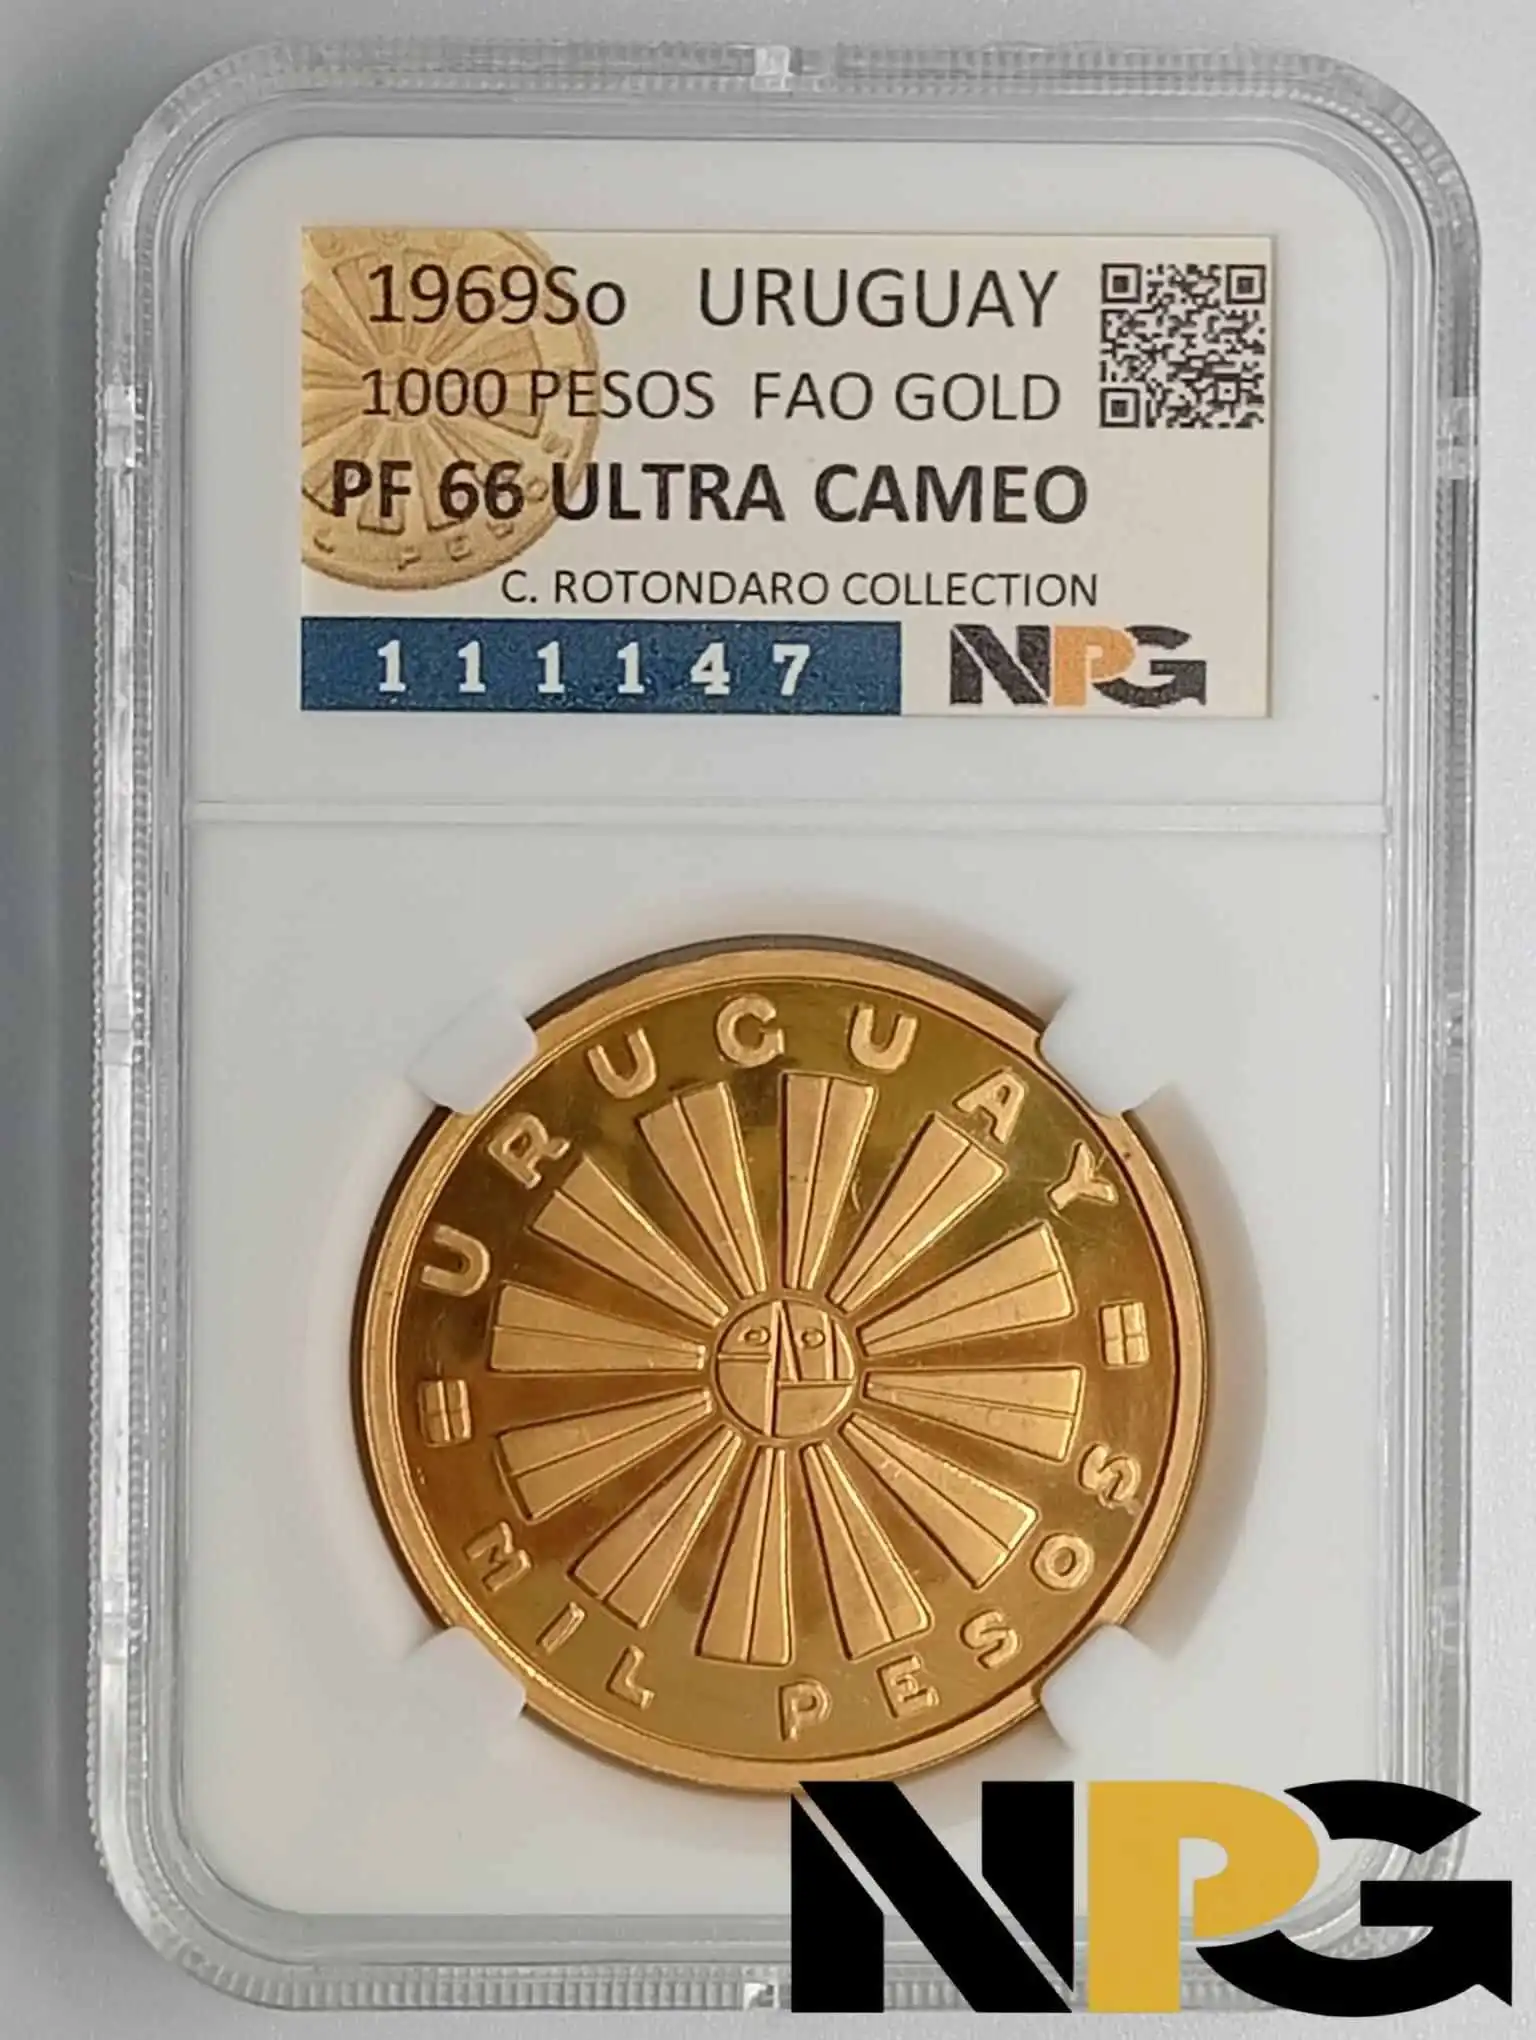 1969So URUGUAY
1000 PESOS FAO GOLD
PF 66 ULTRA CAMEO
C. ROTONDARO COLLECTION
111147 NPG
URUGUAY
MIL PESOS
NPG